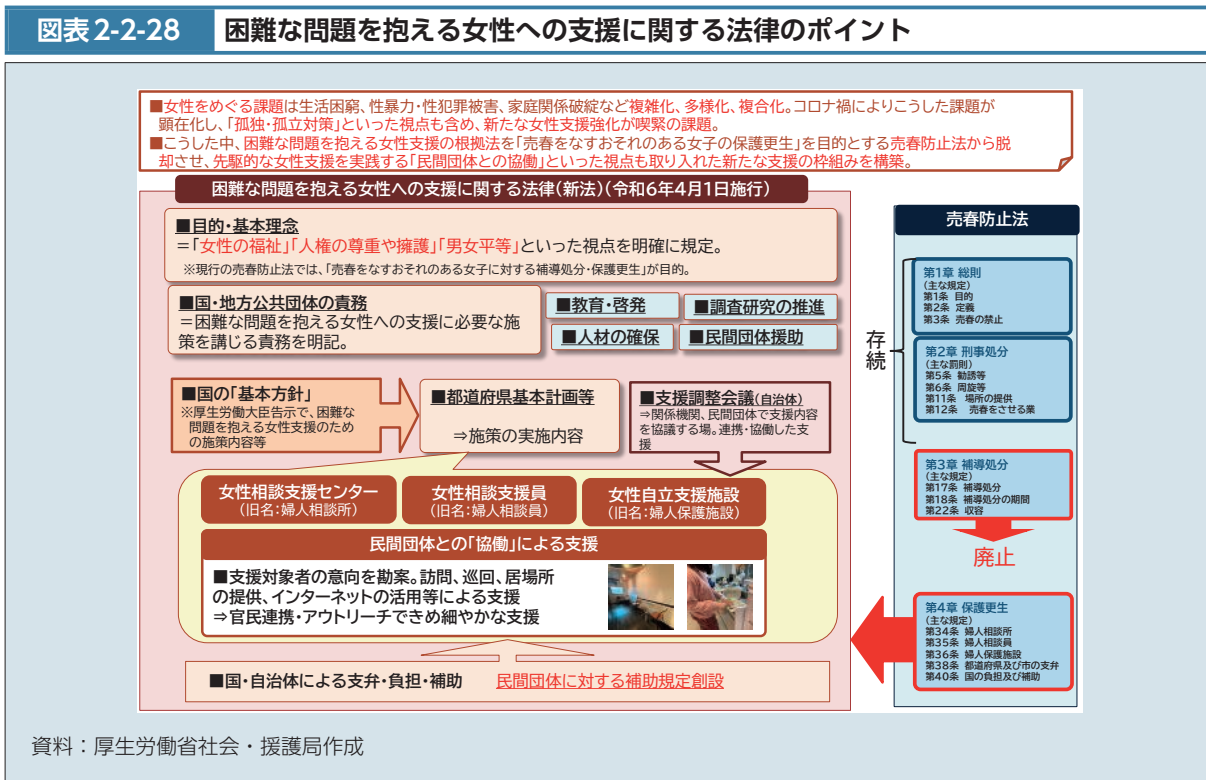 図表2-2-28 困難な問題を抱える女性への支援に関する法律のポイント
■女性をめぐる課題は生活困窮、性暴力・性犯罪被害、家庭関係破綻など複雑化、多様化、複合化。コロナ禍によりこうした課題が
顕在化し、「孤独・孤立対策」といった視点も含め、新たな女性支援強化が喫緊の課題。
■こうした中、困難な問題を抱える女性支援の根拠法を「売春をなすおそれのある女子の保護更生」を目的とする売春防止法から脱
却させ、先駆的な女性支援を実践する「民間団体との協働」といった視点も取り入れた新たな支援の枠組みを構築。
困難な問題を抱える女性への支援に関する法律(新法)(令和6年4月1日施行)
■目的・基本理念
=「女性の福祉」「人権の尊重や擁護」「男女平等」といった視点を明確に規定。
※現行の売春防止法では、「売春をなすおそれのある女子に対する補導処分・保護更生」が目的。
■国・地方公共団体の責務
=困難な問題を抱える女性への支援に必要な施
策を講じる責務を明記。
■教育・啓発
■調査研究の推進
■人材の確保
■民間団体援助
■国の「基本方針」
※厚生労働大臣告示で、困難な
問題を抱える女性支援のため
の施策内容等
■都道府県基本計画等
⇒施策の実施内容
■支援調整会議(自治体)
⇒関係機関、民間団体で支援内容
を協議する場。連携・協働した支
援
女性相談支援センター
(旧名:婦人相談所)
女性相談支援員
(旧名:婦人相談員)
女性自立支援施設
(旧名:婦人保護施設)
民間団体との「協働」による支援
■支援対象者の意向を勘案。訪問、巡回、居場所
の提供、インターネットの活用等による支援
⇒官民連携・アウトリーチできめ細やかな支援
■国・自治体による支弁・負担・補助 民間団体に対する補助規定創設
売春防止法
存続
第1章 総則
(主な規定)
第1条 目的
第2条 定義
第3条 売春の禁止
第2章 刑事処分
(主な罰則)
第5条 勧誘等
第6条 周旋等
第11条 場所の提供
第12条 売春をさせる業
第3章 補導処分
(主な規定)
第17条 補導処分
第18条 補導処分の期間
第22条 収容
廃止
第4章 保護更生
(主な規定)
第34条 婦人相談所
第35条 婦人相談員
第36条 婦人保護施設
第38条 都道府県及び市の支弁
第40条 国の負担及び補助
資料:厚生労働省社会・援護局作成